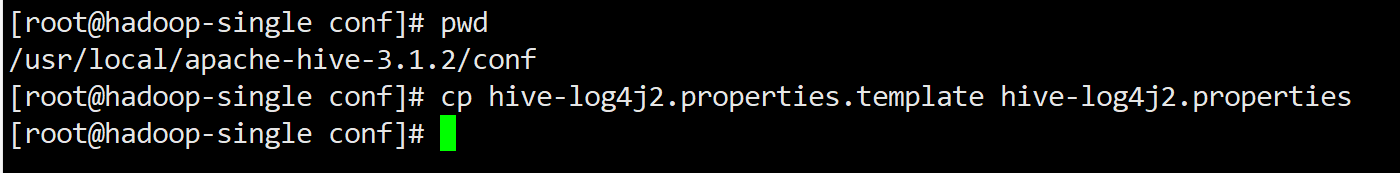 [root@hadoop-single conf]# pwd
/usr/local/apache-hive-3.1.2/conf
[root@hadoop-single conf]# cp hive-log4j2.properties.template hive-log4j2.properties
[root@hadoop-single conf]#